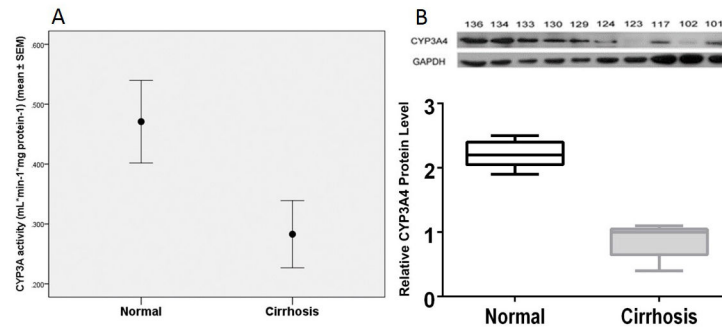 A
CYP3A activity (mL*min-1*mg protein-1) (mean ± SEM)
.600
.500
.400
.300
.200
Normal Cirrhosis
B
136 134 133 130 129 124 123 117 102 101
CYP3A4
GAPDH
Relative CYP3A4 Protein Level
3
2
1
0
Normal Cirrhosis